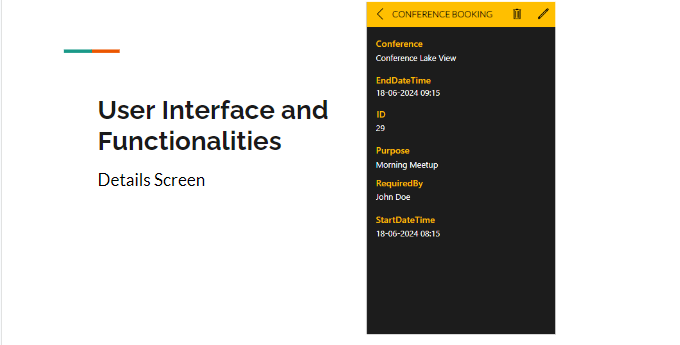 User Interface and
Functionalities
Details Screen
CONFERENCE BOOKING
Conference
Conference Lake View
EndDateTime
18-06-2024 09:15
ID
29
Purpose
Morning Meetup
RequiredBy
John Doe
StartDateTime
18-06-2024 08:15